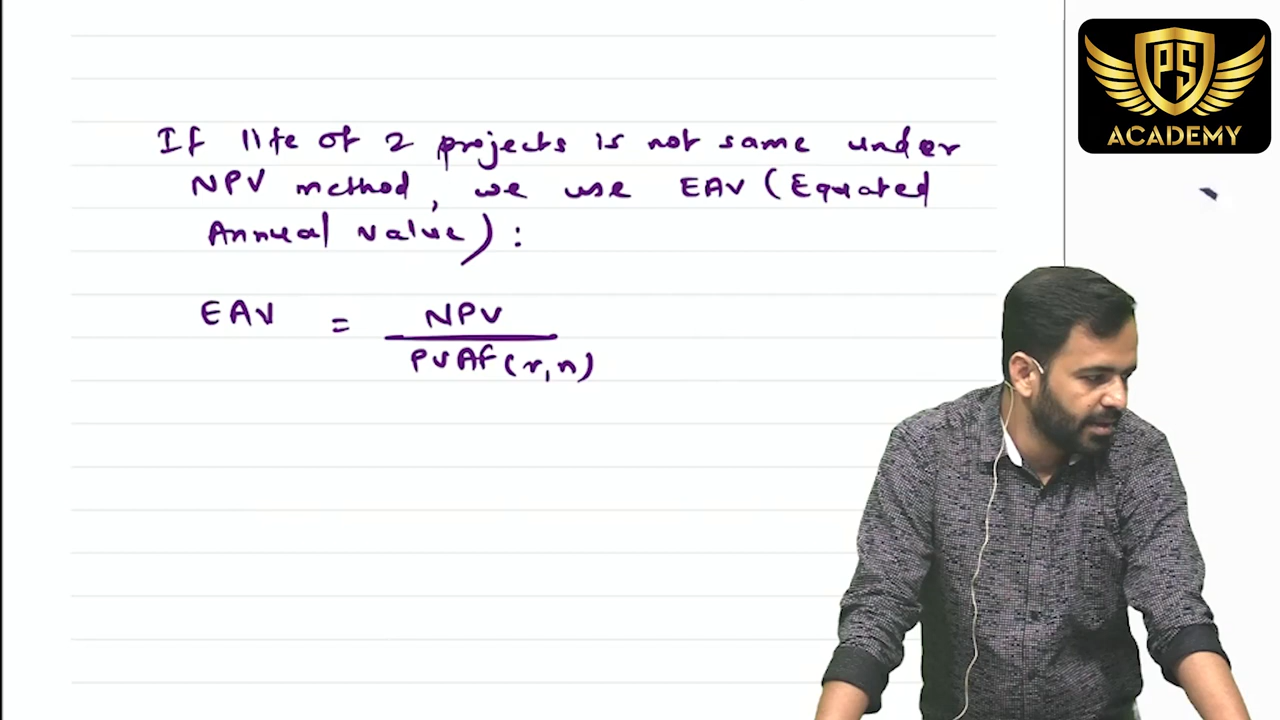 If life of 2 projects is not same under
NPV method, we use EAV (Equated
Annual Value) :
EAV = NPV
PVAF (r,n)
PS
ACADEMY